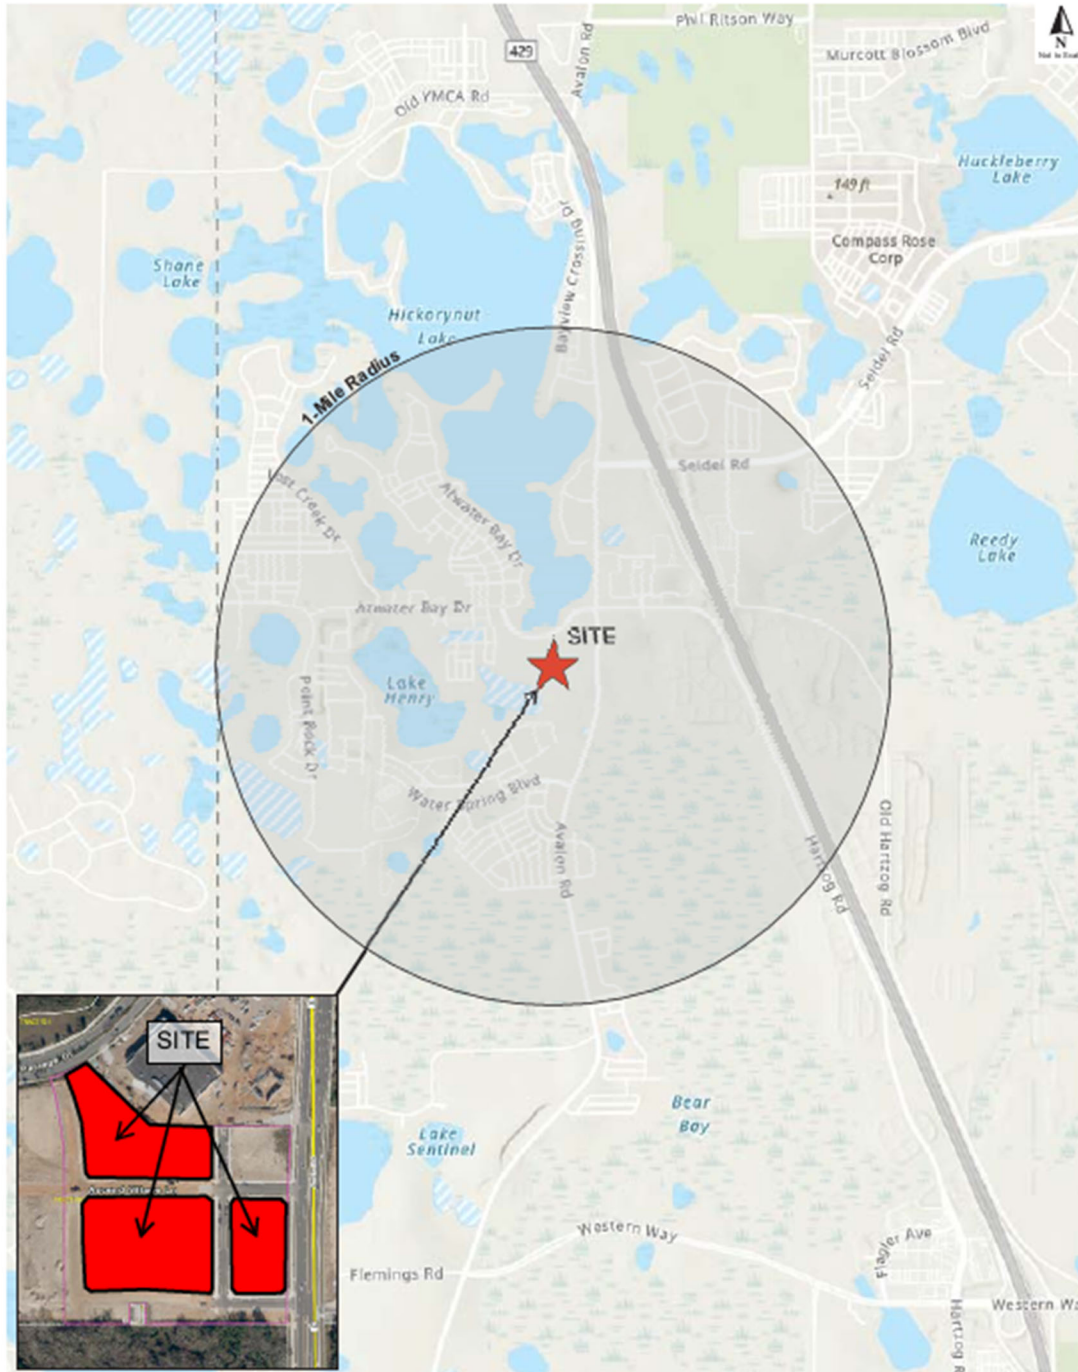 Phil Ritson Way
N
429
Avalon Rd
Murcott Blossom Blvd
Old YMCA Rd
Huckleberry
Lake
149 ft
Compass Rose
Corp
Bayview Crossing Dr
Shane
Lake
Hickorynut
Lake
Seidel Rd
1-Mile Radius
Seidel Rd
Lost Creek Dr
Atwater Bay Dr
Reedy
Lake
Atwater Bay Dr
SITE
Lake
Henry
Point Rock Dr
Water Spring Blvd
Avalon Rd
Hartzog Rd
Old Hartzog Rd
SITE
Bear
Bay
Lake
Sentinel
Western Way
Flagler Ave
Flemings Rd
Western Wa
Hartzog R